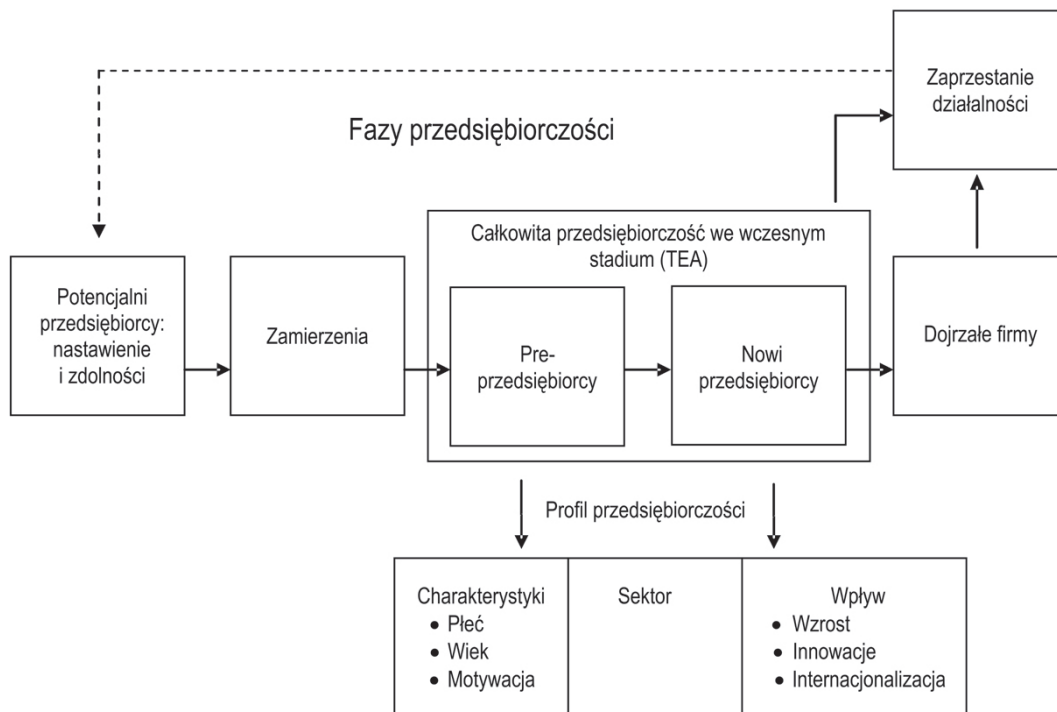 Zaprzestanie
działalności
Fazy przedsiębiorczości
Całkowita przedsiębiorczość we wczesnym
stadium (TEA)
Potencjalni
przedsiębiorcy:
nastawienie
i zdolności
Zamierzenia
Pre-
przedsiębiorcy
Nowi
przedsiębiorcy
Dojrzałe firmy
Profil przedsiębiorczości
Charakterystyki
● Płeć
● Wiek
● Motywacja
Sektor
Wpływ
● Wzrost
● Innowacje
● Internacjonalizacja